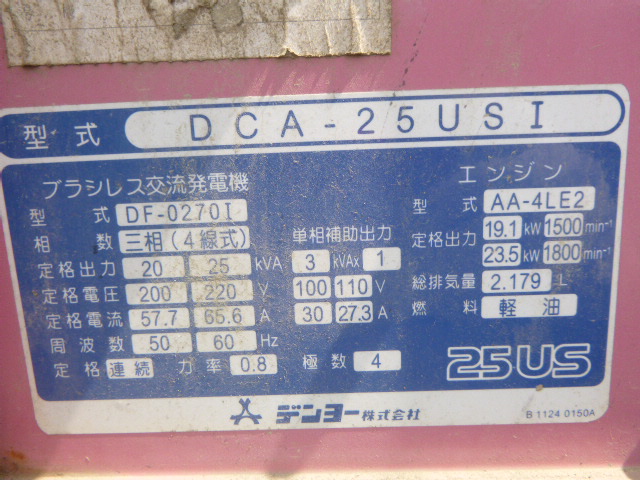 型式 DCA-25USI
ブラシレス交流発電機
型式 DF-0270I
相数 三相(4線式)
定格出力 20 25 kVA
定格電圧 200 220 V
定格電流 57.7 65.6 A
周波数 50 60 Hz
定格 連続 力率 0.8 極数 4
単相補助出力
3 kVAx 1
100 110 V
30 27.3 A
エンジン
型式 AA-4LE2
定格出力 19.1 kW 1500 min⁻¹
23.5 kW 1800 min⁻¹
総排気量 2.179 L
燃料 軽油
25US
デンヨー株式会社
B 1124 0150A